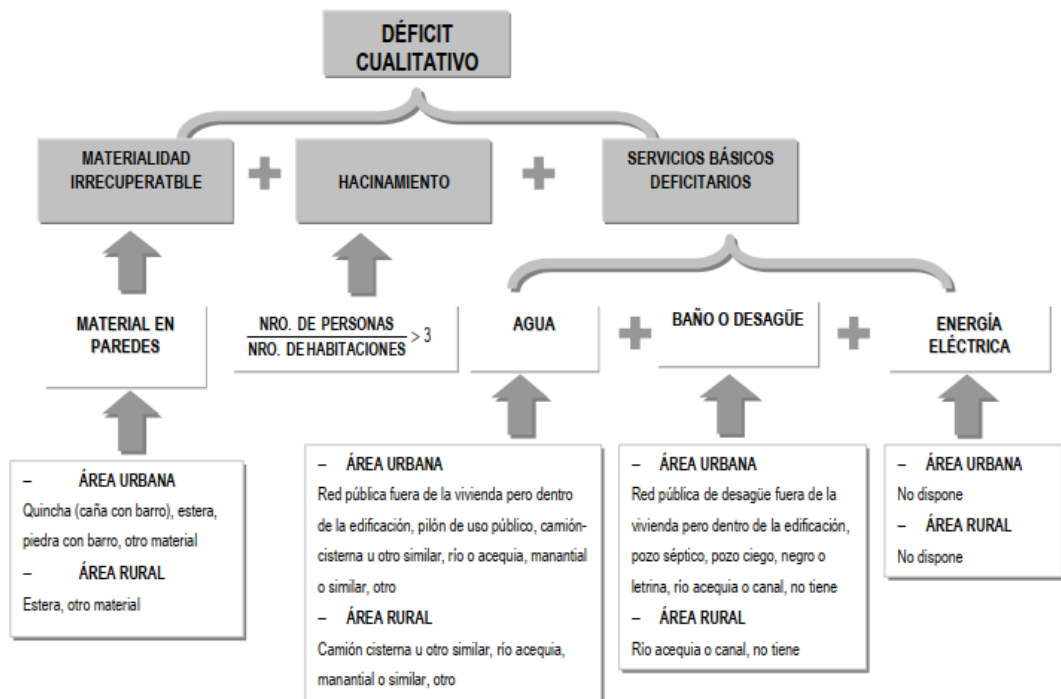 DÉFICIT
CUALITATIVO
MATERIALIDAD
IRRECUPERATBLE
HACINAMIENTO
SERVICIOS BÁSICOS
DEFICITARIOS
MATERIAL EN
PAREDES
NRO. DE PERSONAS
NRO. DE HABITACIONES
> 3
AGUA
BAÑO O DESAGÜE
ENERGÍA
ELÉCTRICA
– ÁREA URBANA
Quincha (caña con barro), estera,
piedra con barro, otro material
– ÁREA RURAL
Estera, otro material
– ÁREA URBANA
Red pública fuera de la vivienda pero dentro
de la edificación, pilón de uso público, camión-
cisterna u otro similar, río o acequia, manantial
o similar, otro
– ÁREA RURAL
Camión cisterna u otro similar, río acequia,
manantial o similar, otro
– ÁREA URBANA
Red pública de desagüe fuera de la
vivienda pero dentro de la edificación,
pozo séptico, pozo ciego, negro o
letrina, río acequia o canal, no tiene
– ÁREA RURAL
Río acequia o canal, no tiene
– ÁREA URBANA
No dispone
– ÁREA RURAL
No dispone